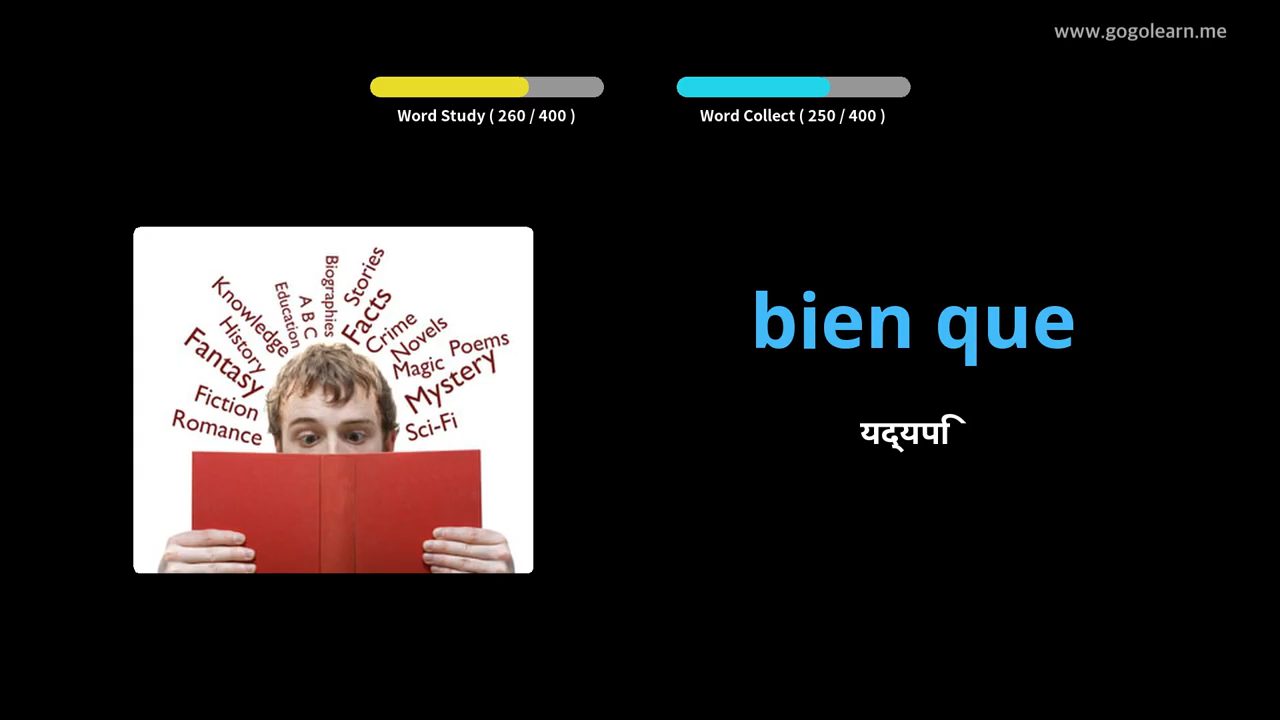 www.gogolearn.me
Word Study ( 260 / 400 )
Word Collect ( 250 / 400 )
Biographies
Stories
Education
A B C
Facts
Knowledge
Crime
History
Novels
Fantasy
Magic
Poems
Mystery
Fiction
Romance
Sci-Fi
bien que
यद्यपि